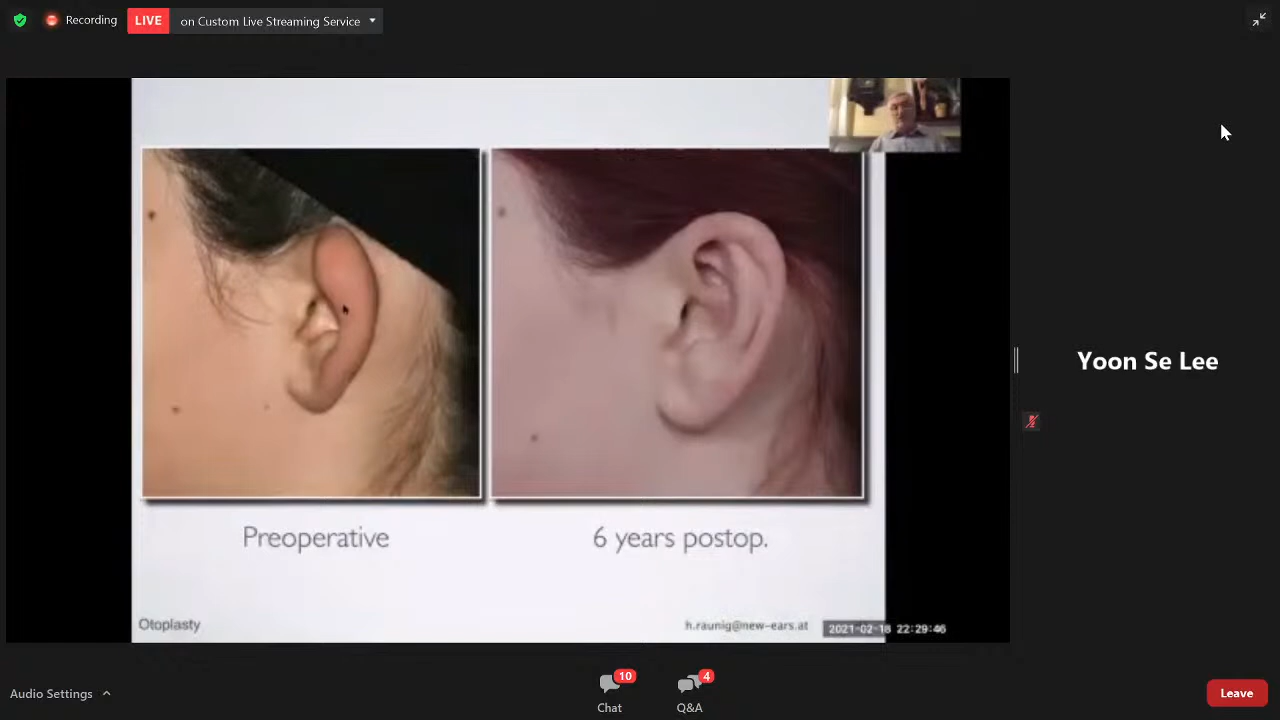 Recording
LIVE
on Custom Live Streaming Service
Yoon Se Lee
Preoperative
6 years postop.
Otoplasty
h.raunig@new-ears.at
2021-02-18 22:29:46
Audio Settings
10
Chat
4
Q&A
Leave